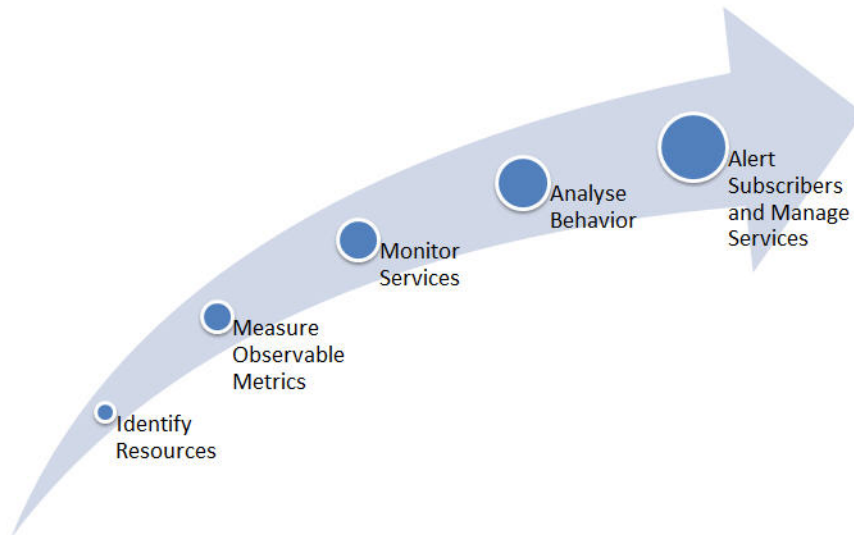 Identify
Resources
Measure
Observable
Metrics
Monitor
Services
Analyse
Behavior
Alert
Subscribers
and Manage
Services